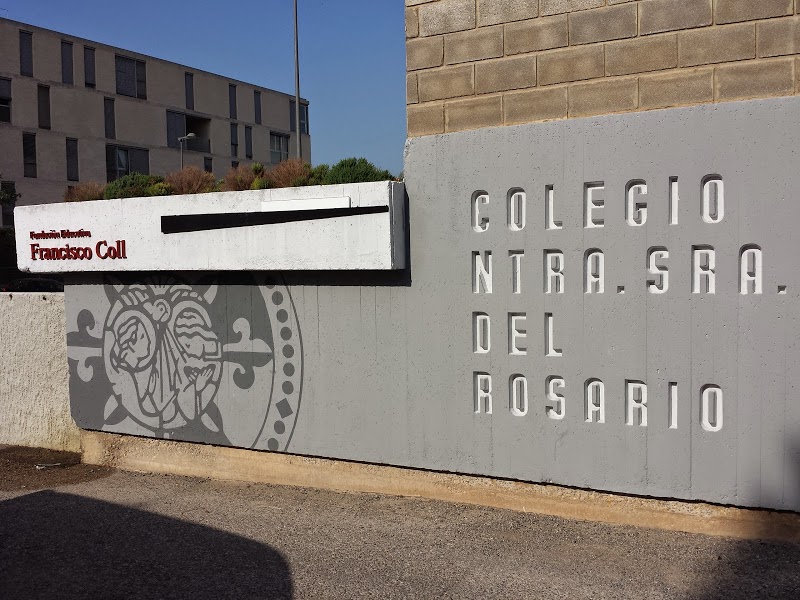 Fundación Educativa
Francisco Coll
COLEGIO
NTRA. SRA.
DEL
ROSARIO